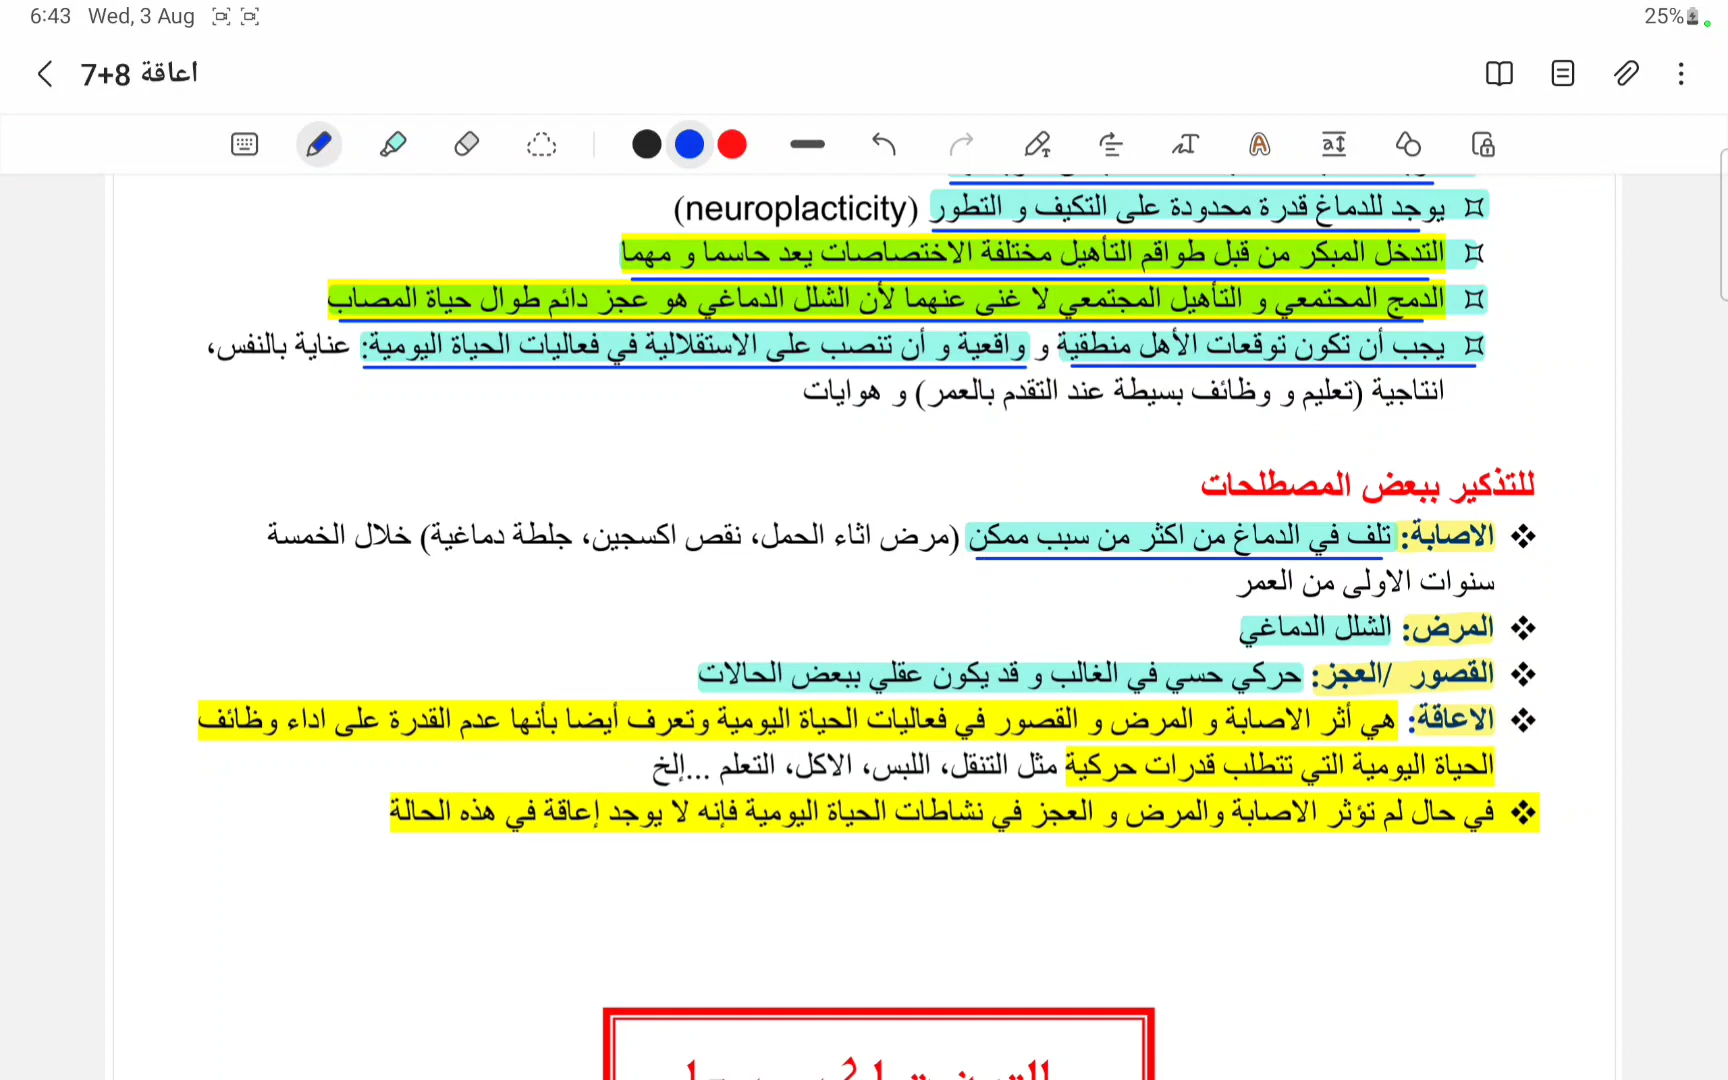 6:43 Wed, 3 Aug 25%
اعاقة 7+8
يوجد للدماغ قدرة محدودة على التكيف و التطور (neuroplacticity)
التدخل المبكر من قبل طواقم التأهيل مختلفة الاختصاصات يعد حاسما و مهما
الدمج المجتمعي و التأهيل المجتمعي لا غنى عنهما لأن الشلل الدماغي هو عجز دائم طوال حياة المصاب
يجب أن تكون توقعات الأهل منطقية و واقعية و أن تنصب على الاستقلالية في فعاليات الحياة اليومية: عناية بالنفس،
انتاجية (تعليم و وظائف بسيطة عند التقدم بالعمر) و هوايات
للتذكير ببعض المصطلحات
❖ الاصابة: تلف في الدماغ من اكثر من سبب ممكن (مرض اثاء الحمل، نقص اكسجين، جلطة دماغية) خلال الخمسة
سنوات الاولى من العمر
❖ المرض: الشلل الدماغي
❖ القصور /العجز: حركي حسي في الغالب و قد يكون عقلي ببعض الحالات
❖ الاعاقة: هي أثر الاصابة و المرض و القصور في فعاليات الحياة اليومية وتعرف أيضا بأنها عدم القدرة على اداء وظائف
الحياة اليومية التي تتطلب قدرات حركية مثل التنقل، اللبس، الاكل، التعلم ...إلخ
❖ في حال لم تؤثر الاصابة والمرض و العجز في نشاطات الحياة اليومية فإنه لا يوجد إعاقة في هذه الحالة